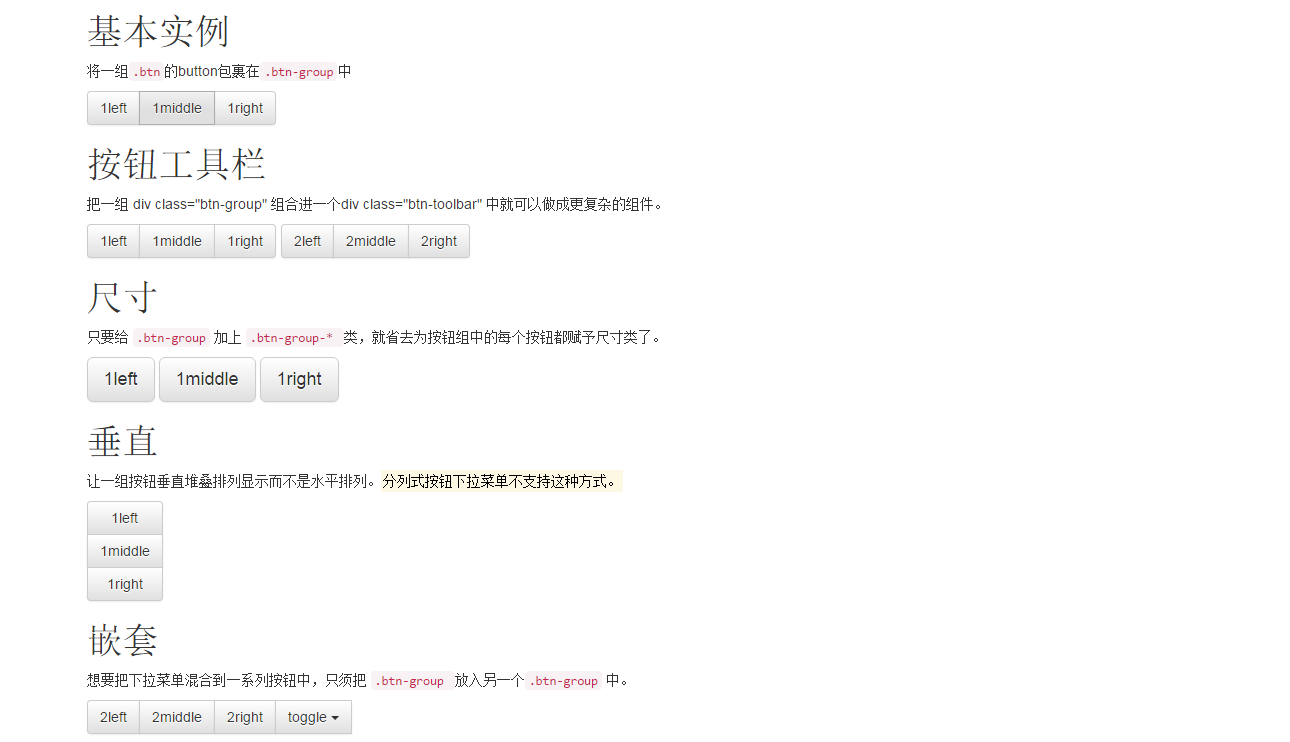 基本实例
将一组 .btn 的button包裹在 .btn-group 中
1left 1middle 1right
按钮工具栏
把一组 div class="btn-group" 组合进一个div class="btn-toolbar" 中就可以做成更复杂的组件。
1left 1middle 1right 2left 2middle 2right
尺寸
只要给 .btn-group 加上 .btn-group-* 类，就省去为按钮组中的每个按钮都赋予尺寸类了。
1left 1middle 1right
垂直
让一组按钮垂直堆叠排列显示而不是水平排列。分列式按钮下拉菜单不支持这种方式。
1left
1middle
1right
嵌套
想要把下拉菜单混合到一系列按钮中，只须把 .btn-group 放入另一个 .btn-group 中。
2left 2middle 2right toggle